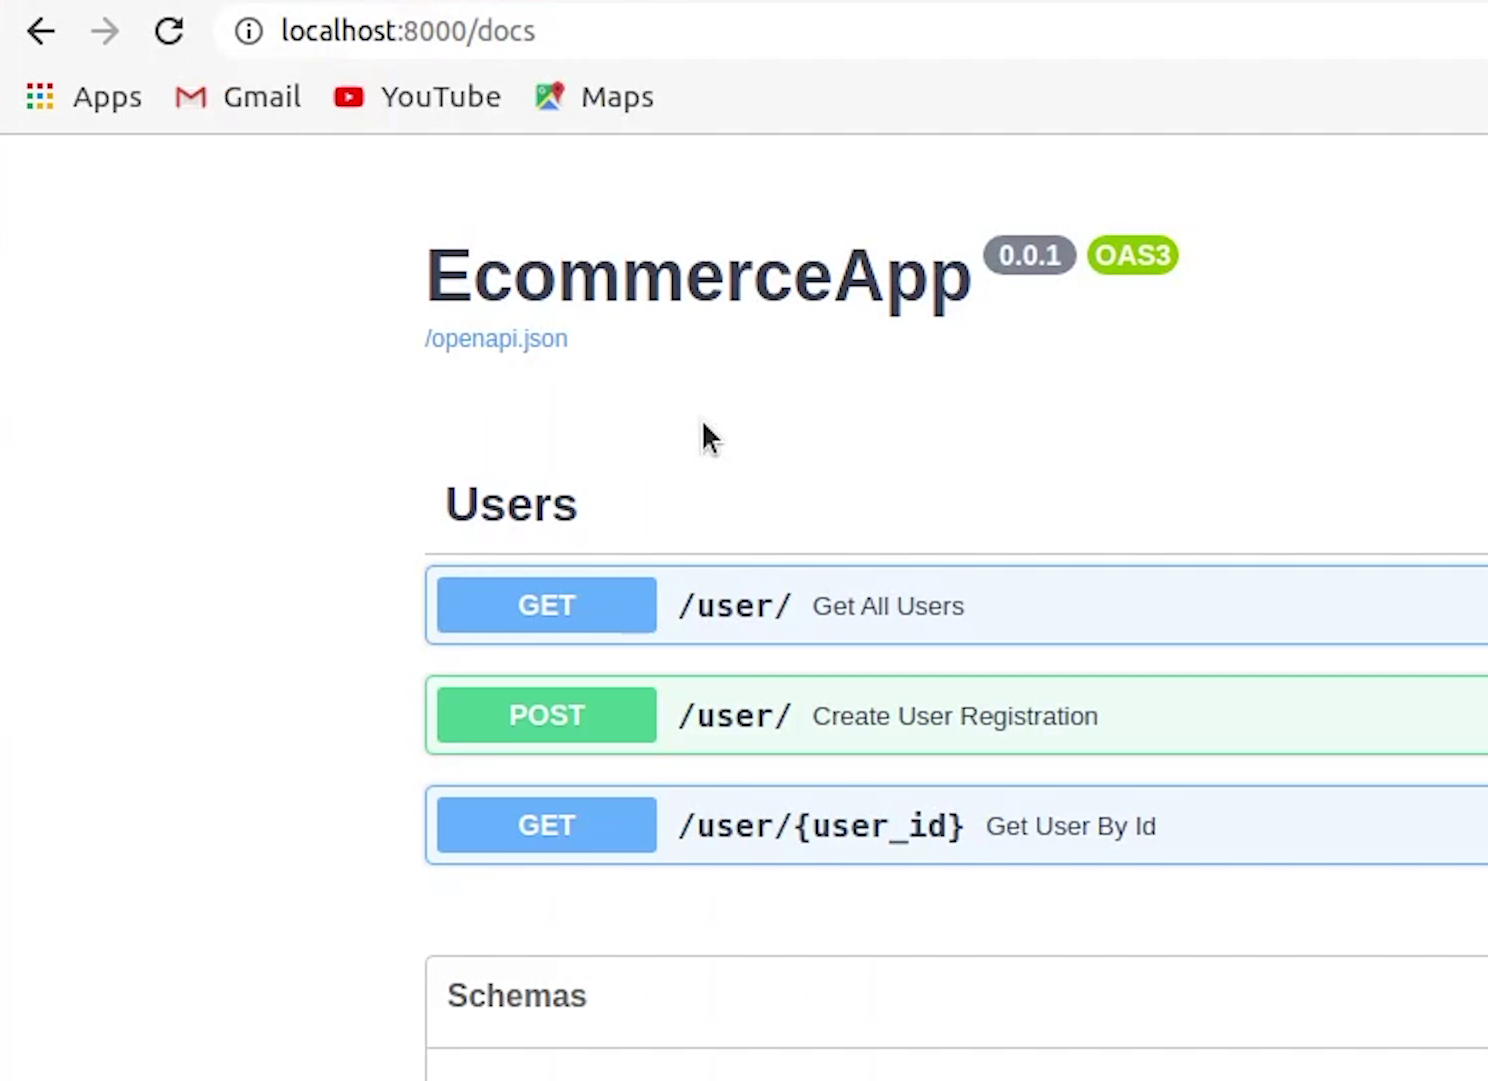 localhost:8000/docs
Apps Gmail YouTube Maps
EcommerceApp 0.0.1 OAS3
/openapi.json
Users
GET /user/ Get All Users
POST /user/ Create User Registration
GET /user/{user_id} Get User By Id
Schemas